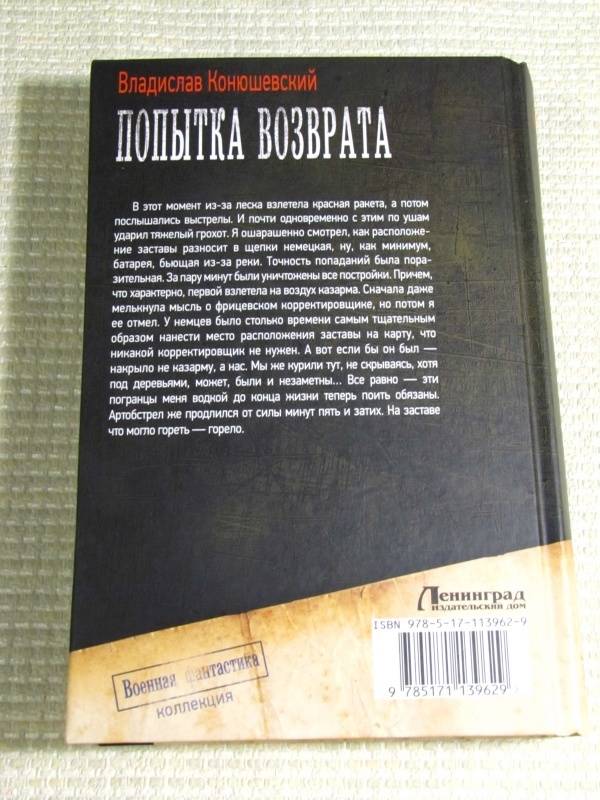 Владислав Конюшевский
ПОПЫТКА ВОЗВРАТА
В этот момент из-за леска взлетела красная ракета, а потом
послышались выстрелы. И почти одновременно с этим по ушам
ударил тяжелый грохот. Я ошарашенно смотрел, как расположе-
ние заставы разносит в щепки немецкая, ну, как минимум,
батарея, бьющая из-за реки. Точность попаданий была пора-
зительная. За пару минут были уничтожены все постройки. Причем,
что характерно, первой взлетела на воздух казарма. Сначала даже
мелькнула мысль о фрицевском корректировщике, но потом я
ее отмел. У немцев было столько времени самым тщательным
образом нанести место расположения заставы на карту, что
никакой корректировщик не нужен. А вот если бы он был —
накрыло не казарму, а нас. Мы же курили тут, не скрываясь, хотя
под деревьями, может, были и незаметны... Все равно — эти
погранцы меня водкой до конца жизни теперь поить обязаны.
Артобстрел же продлился от силы минут пять и затих. На заставе
что могло гореть — горело.
Ленинград
издательский дом
ISBN 978-5-17-113962-9
9 785171 139629
Военная фантастика
коллекция